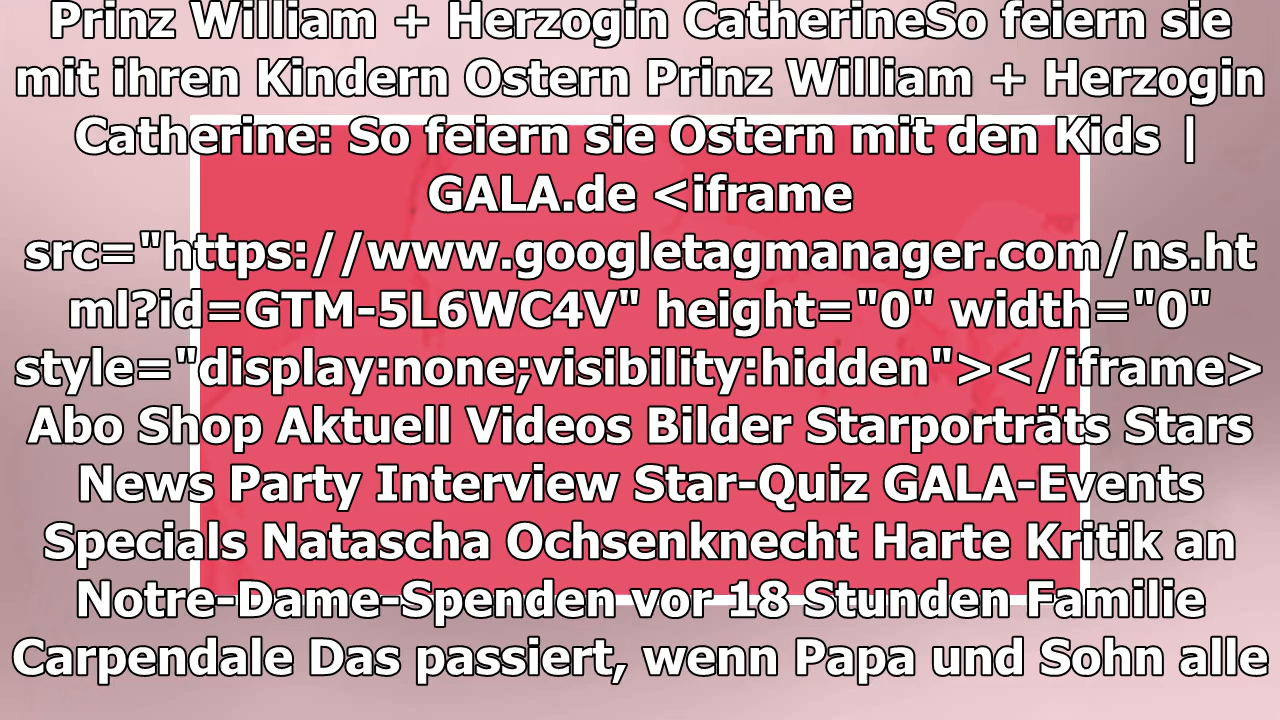 Prinz William + Herzogin CatherineSo feiern sie
mit ihren Kindern Ostern Prinz William + Herzogin
Catherine: So feiern sie Ostern mit den Kids |
GALA.de <iframe
src="https://www.googletagmanager.com/ns.ht
ml?id=GTM-5L6WC4V" height="0" width="0"
style="display:none;visibility:hidden"></iframe>
Abo Shop Aktuell Videos Bilder Starporträts Stars
News Party Interview Star-Quiz GALA-Events
Specials Natascha Ochsenknecht Harte Kritik an
Notre-Dame-Spenden vor 18 Stunden Familie
Carpendale Das passiert, wenn Papa und Sohn alle